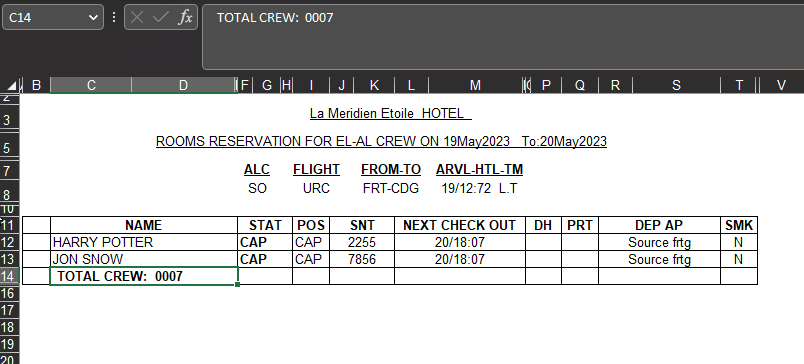 C14 fx TOTAL CREW: 0007
B C D F G H I J K L M P Q R S T V
2
3 La Meridien Etoile HOTEL
5 ROOMS RESERVATION FOR EL-AL CREW ON 19May2023 To:20May2023
7 ALC FLIGHT FROM-TO ARVL-HTL-TM
8 SO URC FRT-CDG 19/12:72 L.T
10
11 NAME STAT POS SNT NEXT CHECK OUT DH PRT DEP AP SMK
12 HARRY POTTER CAP CAP 2255 20/18:07 Source frtg N
13 JON SNOW CAP CAP 7856 20/18:07 Source frtg N
14 TOTAL CREW: 0007
16
17
18
19
20